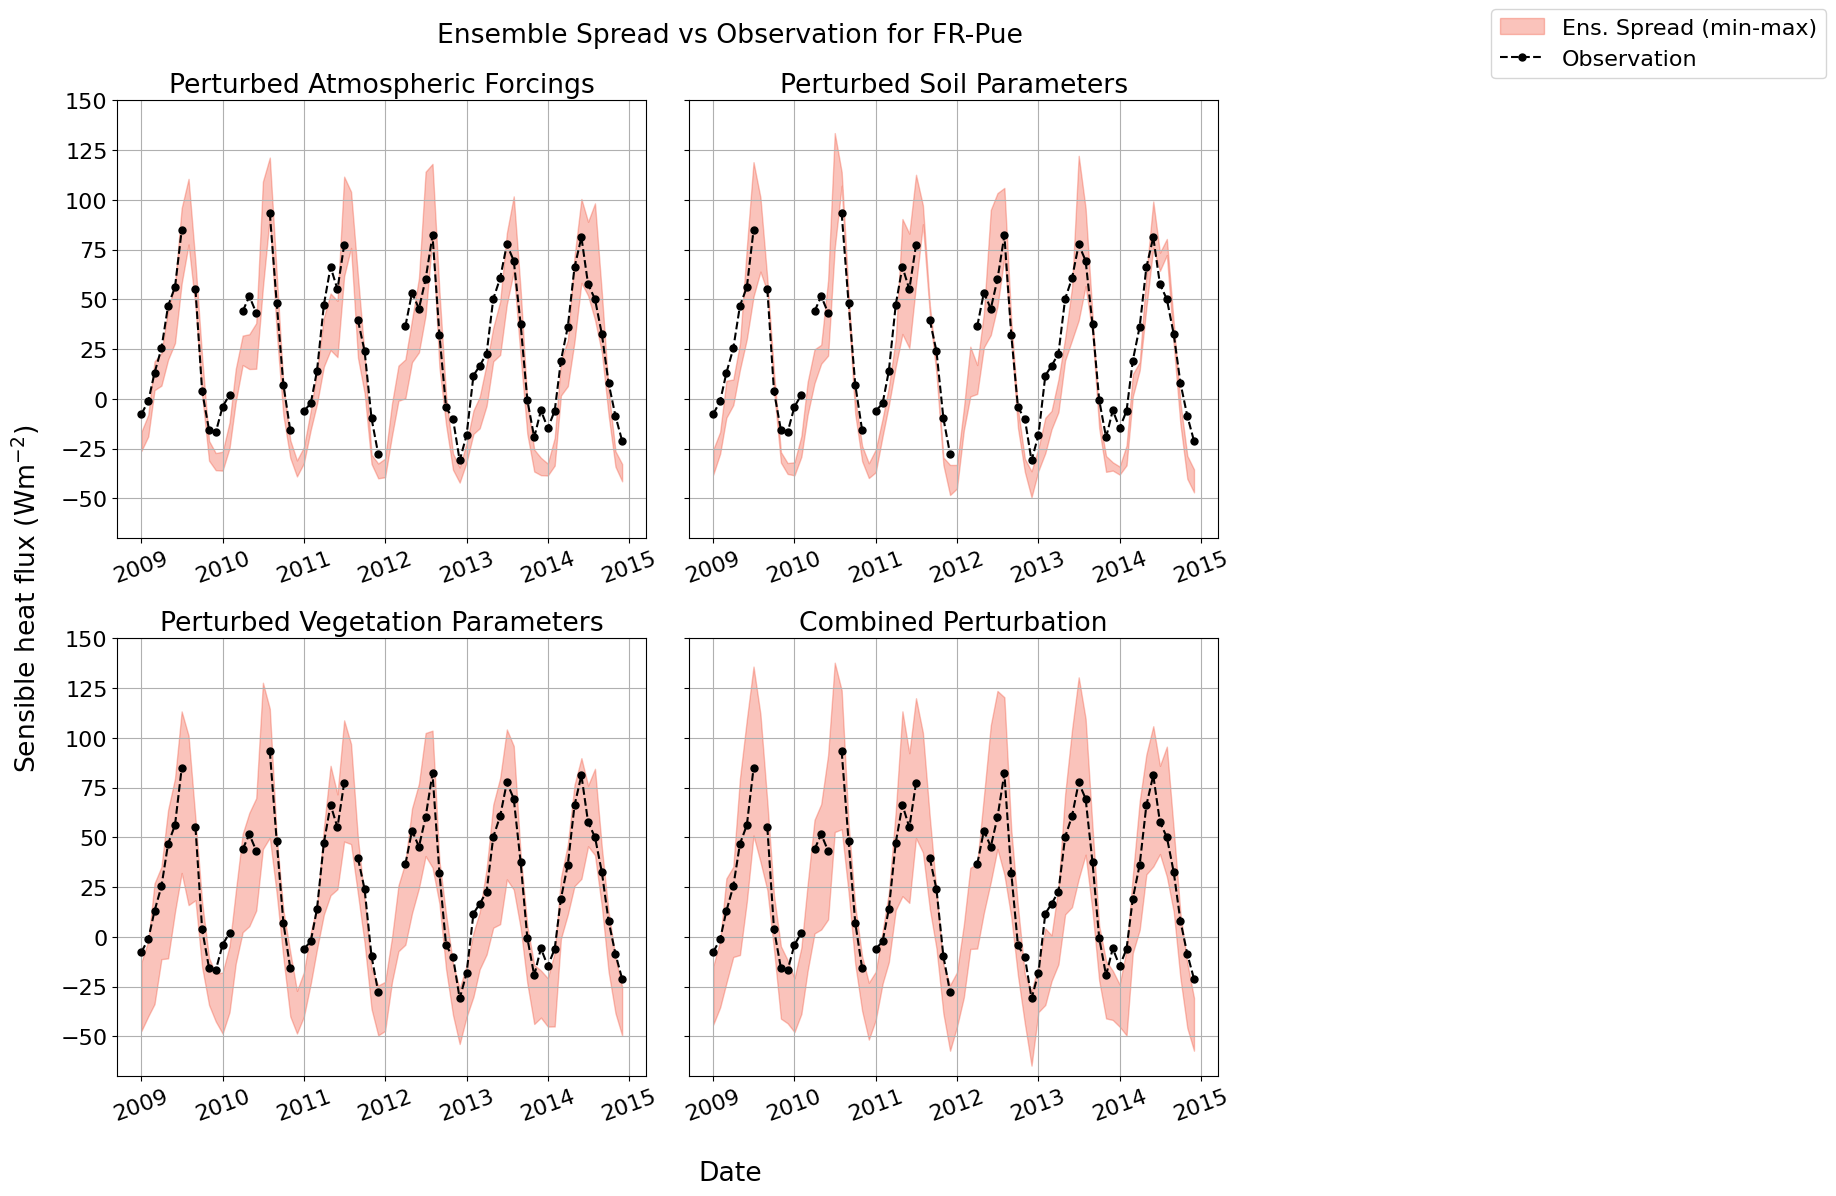 Ensemble Spread vs Observation for FR-Pue
Ens. Spread (min-max)
Observation
Perturbed Atmospheric Forcings
Perturbed Soil Parameters
150
125
100
75
50
25
0
−25
−50
2009 2010 2011 2012 2013 2014 2015
2009 2010 2011 2012 2013 2014 2015
Sensible heat flux (Wm⁻²)
Perturbed Vegetation Parameters
Combined Perturbation
150
125
100
75
50
25
0
−25
−50
2009 2010 2011 2012 2013 2014 2015
2009 2010 2011 2012 2013 2014 2015
Date